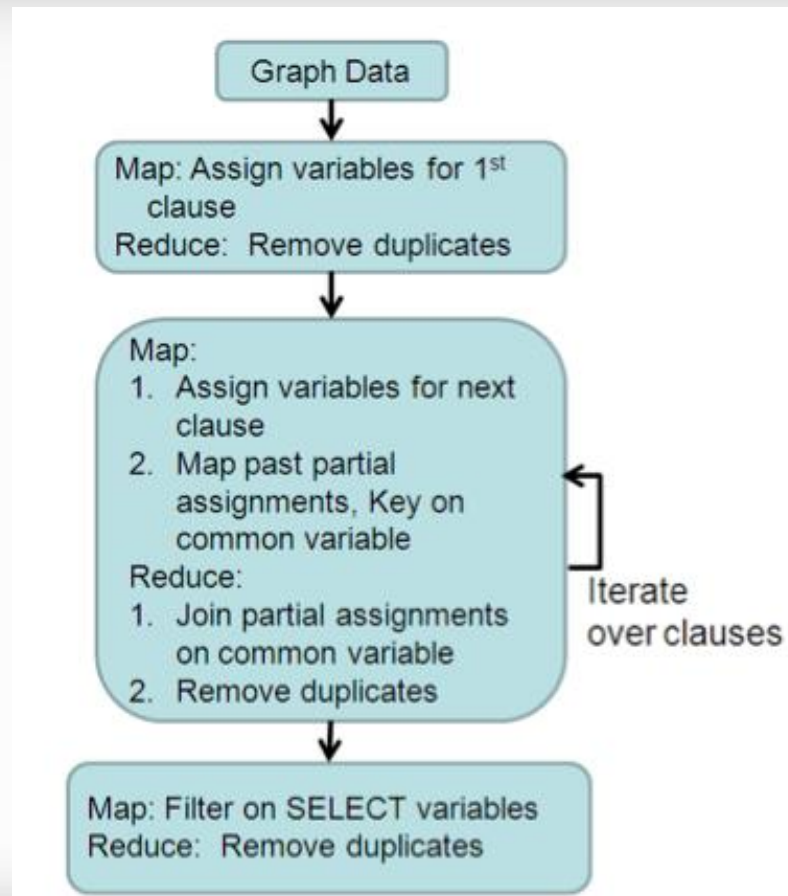 Graph Data
Map: Assign variables for 1st
clause
Reduce: Remove duplicates
Map:
1. Assign variables for next
clause
2. Map past partial
assignments, Key on
common variable
Reduce:
1. Join partial assignments
on common variable
2. Remove duplicates
Iterate
over clauses
Map: Filter on SELECT variables
Reduce: Remove duplicates